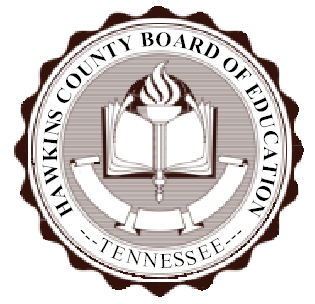 HAWKINS COUNTY BOARD OF EDUCATION
---TENNESSEE---